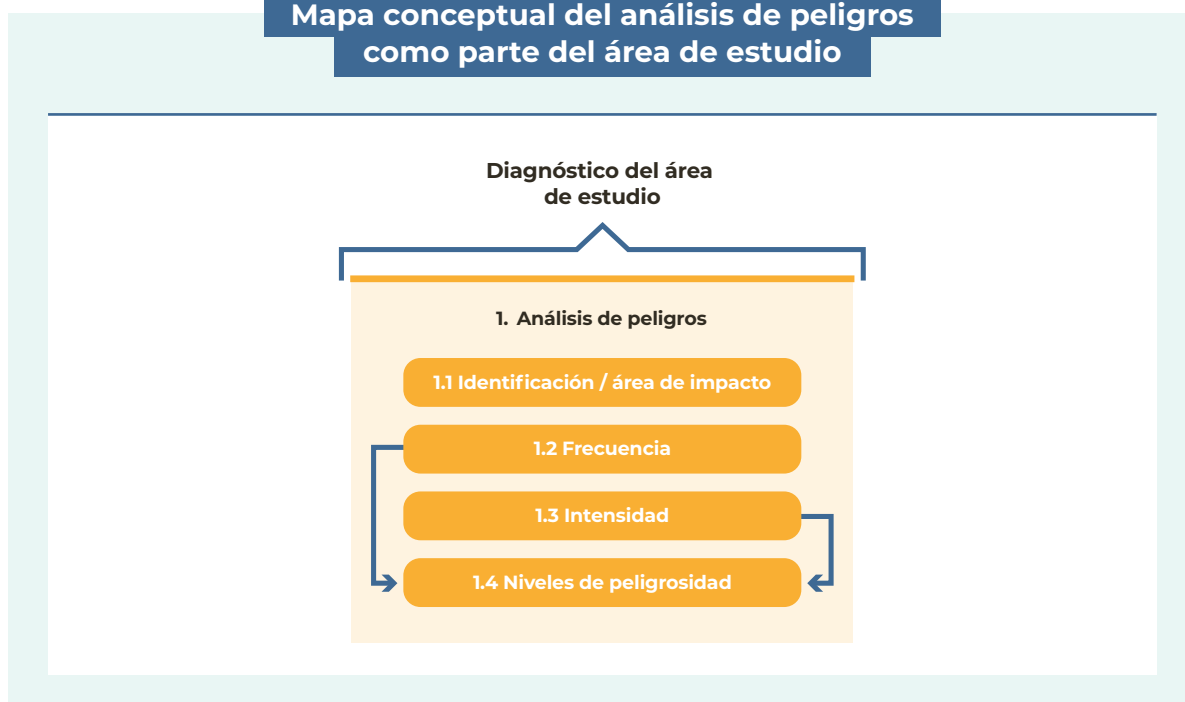 Mapa conceptual del análisis de peligros
como parte del área de estudio
Diagnóstico del área
de estudio
1. Análisis de peligros
1.1 Identificación / área de impacto
1.2 Frecuencia
1.3 Intensidad
1.4 Niveles de peligrosidad